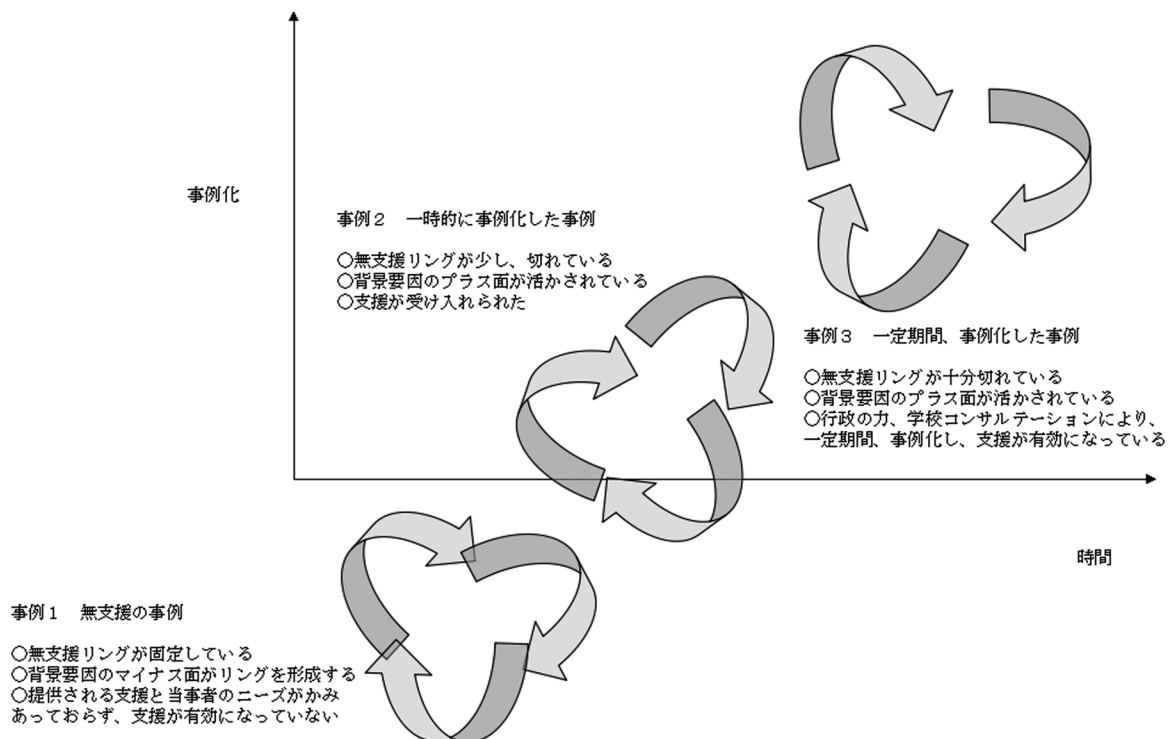 事例化
事例２　一時的に事例化した事例
○無支援リングが少し、切れている
○背景要因のプラス面が活かされている
○支援が受け入れられた
事例３　一定期間、事例化した事例
○無支援リングが十分切れている
○背景要因のプラス面が活かされている
○行政の力、学校コンサルテーションにより、
一定期間、事例化し、支援が有効になっている
時間
事例１　無支援の事例
○無支援リングが固定している
○背景要因のマイナス面がリングを形成する
○提供される支援と当事者のニーズがかみ
あっておらず、支援が有効になっていない